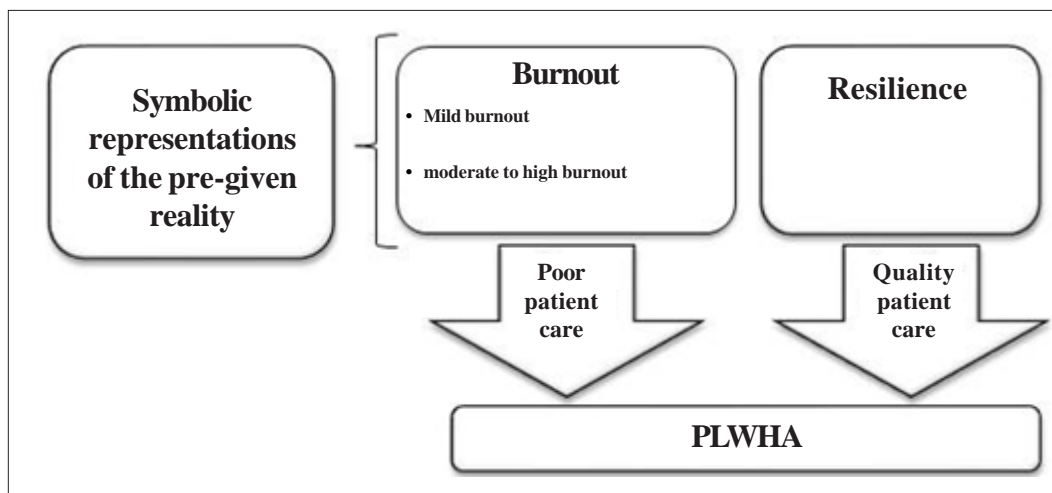 Symbolic
representations
of the pre-given
reality
Burnout
• Mild burnout
• moderate to high burnout
Resilience
Poor
patient
care
Quality
patient
care
PLWHA